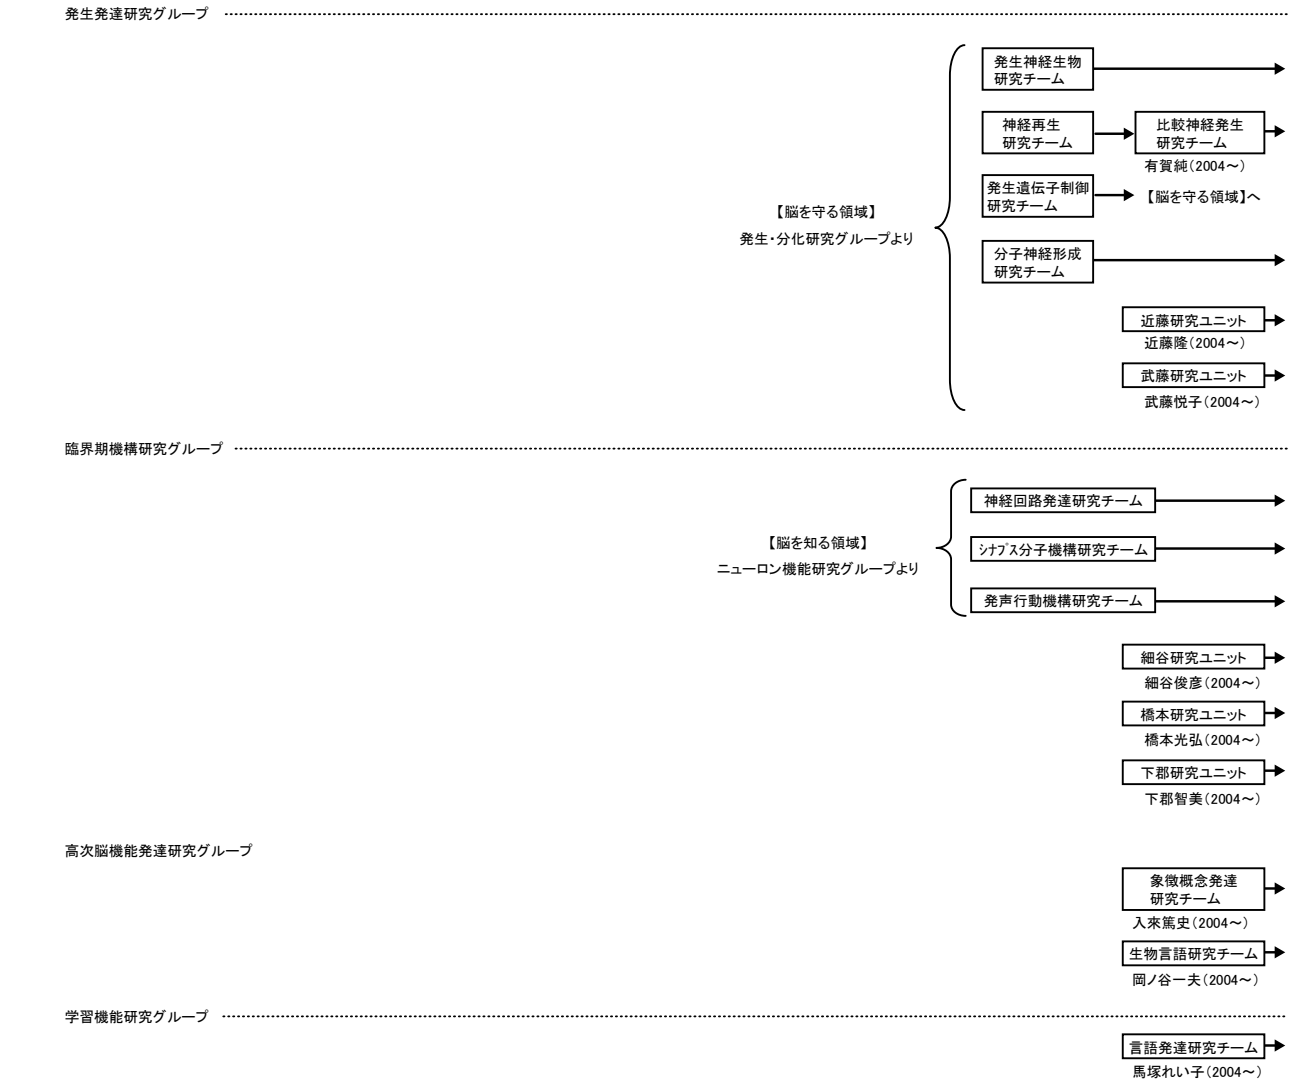 発生発達研究グループ
発生神経生物
研究チーム
神経再生
研究チーム
比較神経発生
研究チーム
有賀純(2004~)
発生遺伝子制御
研究チーム
【脳を守る領域】へ
【脳を守る領域】
発生・分化研究グループより
分子神経形成
研究チーム
近藤研究ユニット
近藤隆(2004~)
武藤研究ユニット
武藤悦子(2004~)
臨界期機構研究グループ
神経回路発達研究チーム
【脳を知る領域】
ニューロン機能研究グループより
シナプス分子機構研究チーム
発声行動機構研究チーム
細谷研究ユニット
細谷俊彦(2004~)
橋本研究ユニット
橋本光弘(2004~)
下郡研究ユニット
下郡智美(2004~)
高次脳機能発達研究グループ
象徴概念発達
研究チーム
入來篤史(2004~)
生物言語研究チーム
岡ノ谷一夫(2004~)
学習機能研究グループ
言語発達研究チーム
馬塚れい子(2004~)